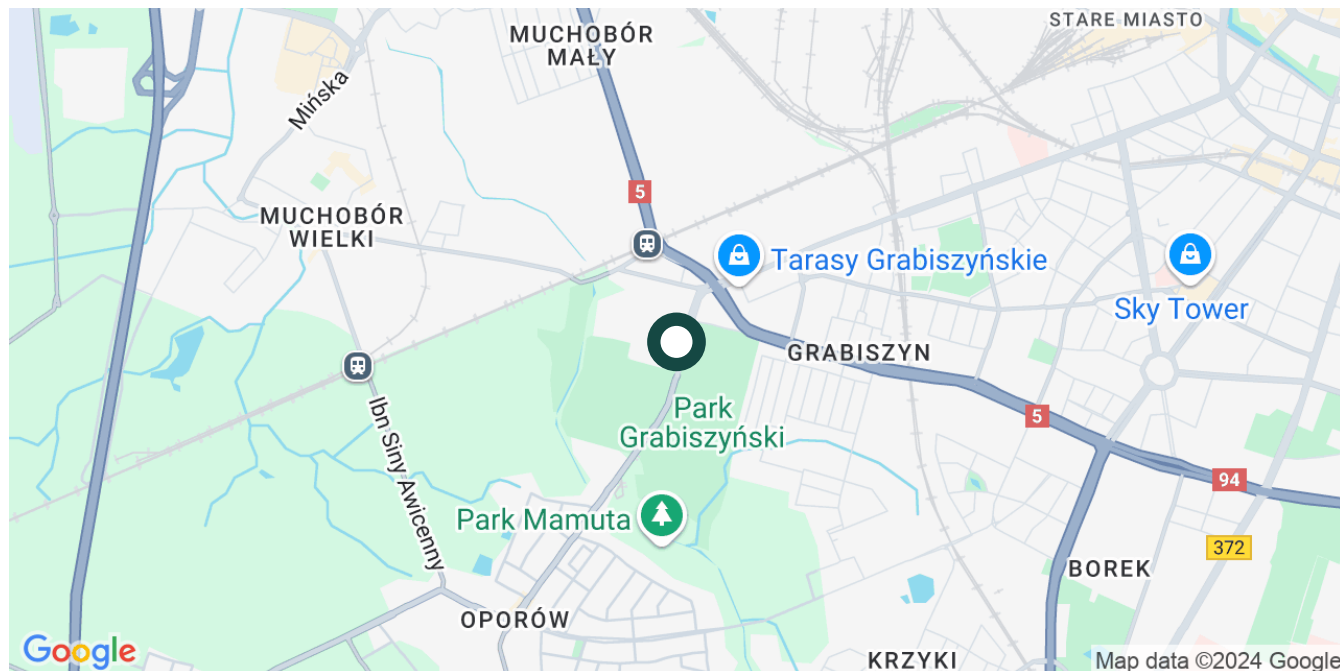 STARE MIASTO
MUCHOBÓR
MAŁY
Mińska
5
MUCHOBÓR
WIELKI
Tarasy Grabiszyńskie
Sky Tower
GRABISZYN
Park
Grabiszyński
5
Ibn Siny Awicenny
94
Park Mamuta
372
BOREK
OPORÓW
KRZYKI
Google
Map data ©2024 Google